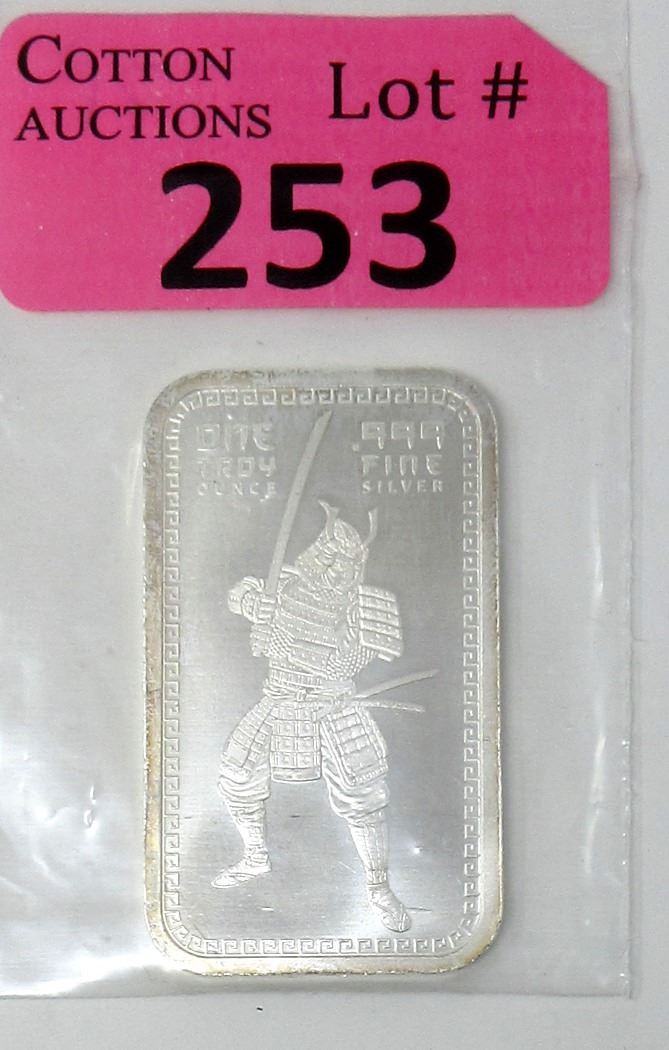 COTTON
AUCTIONS
Lot #
253
ONE
TROY
OUNCE
.999
FINE
SILVER